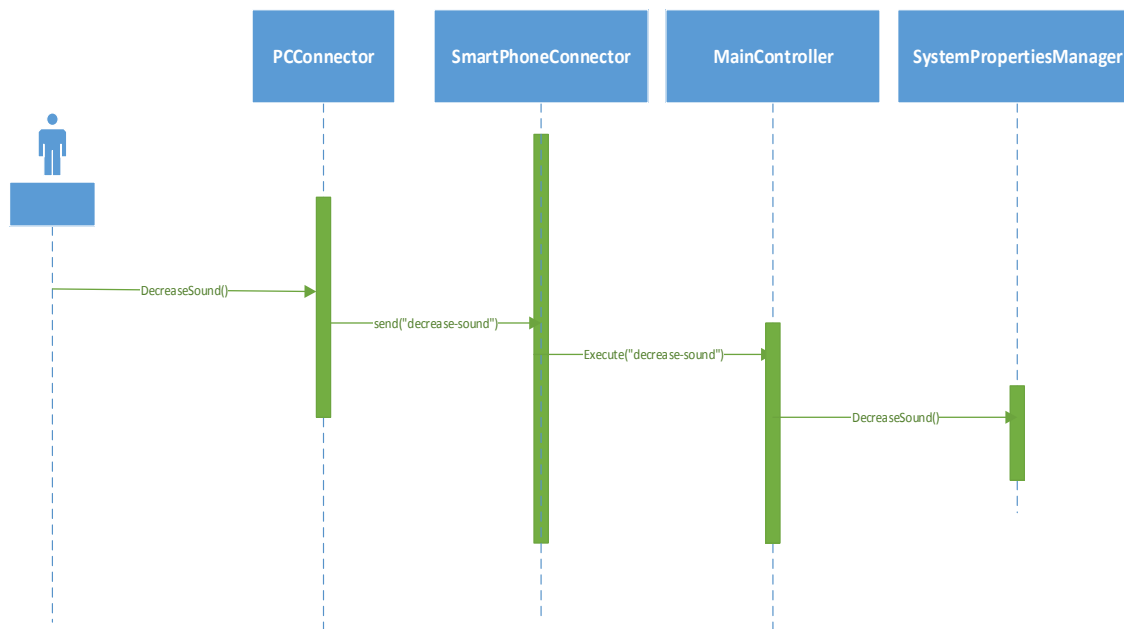 PCConnector
SmartPhoneConnector
MainController
SystemPropertiesManager
DecreaseSound()
send("decrease-sound")
Execute("decrease-sound")
DecreaseSound()